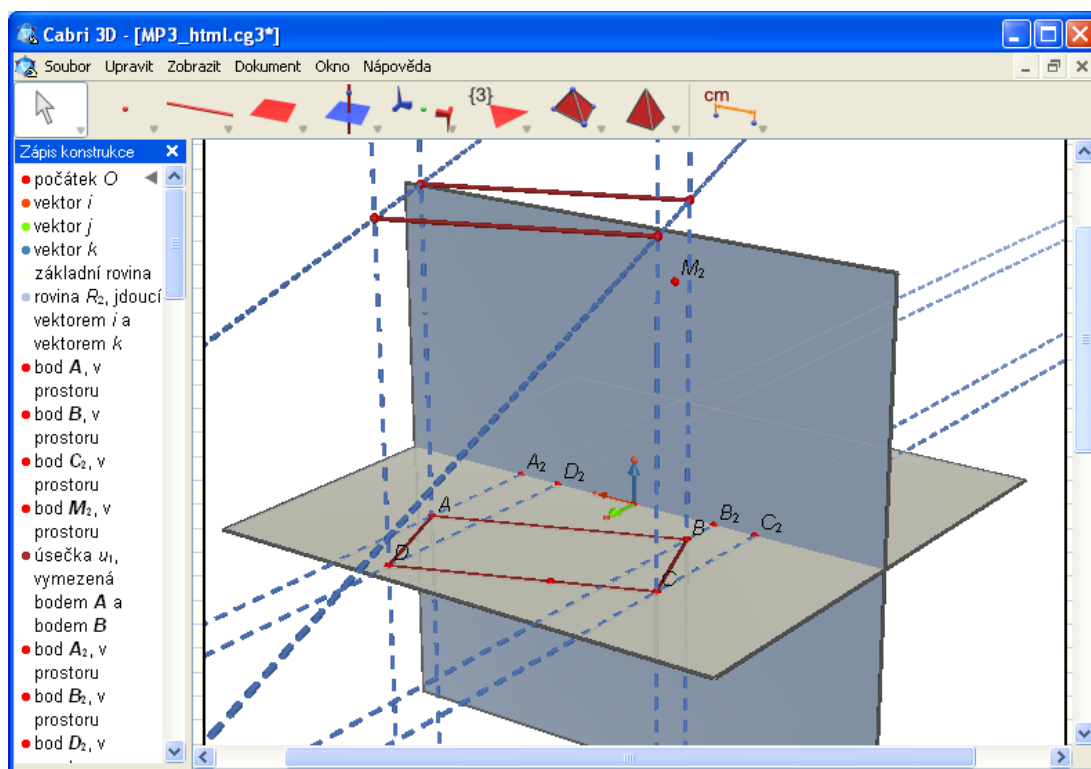 Cabri 3D - [MP3_html.cg3*]
Soubor Upravit Zobrazit Dokument Okno Nápověda
{3}
cm
Zápis konstrukce
počátek O
vektor i
vektor j
vektor k
základní rovina
rovina R₂, jdoucí
vektorem i a
vektorem k
bod A, v
prostoru
bod B, v
prostoru
bod C₂, v
prostoru
bod M₂, v
prostoru
úsečka u₁,
vymezená
bodem A a
bodem B
bod A₂, v
prostoru
bod B₂, v
prostoru
bod D₂, v
M₂
A₂
D₂
A
B
B₂
C₂
D
C